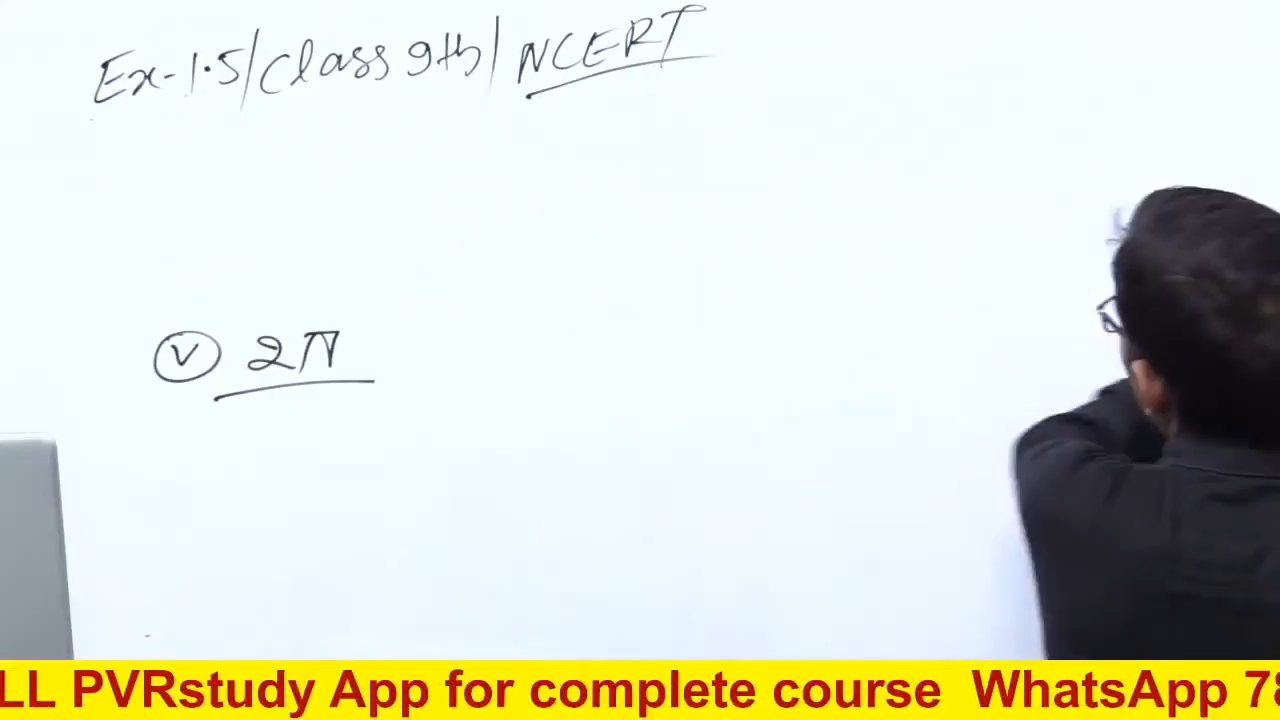 Ex-1.5/Class 9th/NCERT
(v) 2π
LL PVRstudy App for complete course WhatsApp 78